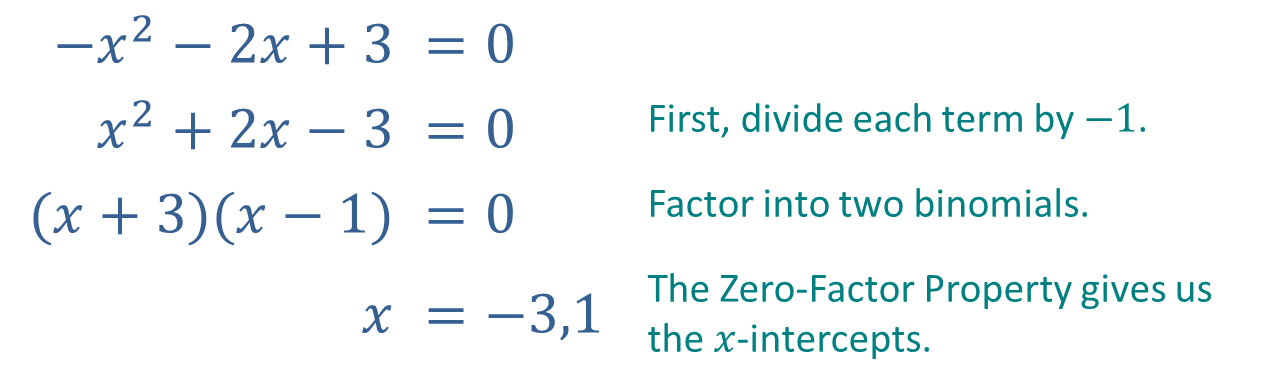 −x² − 2x + 3 = 0
x² + 2x − 3 = 0 First, divide each term by −1.
(x + 3)(x − 1) = 0 Factor into two binomials.
x = −3,1 The Zero-Factor Property gives us
the x-intercepts.